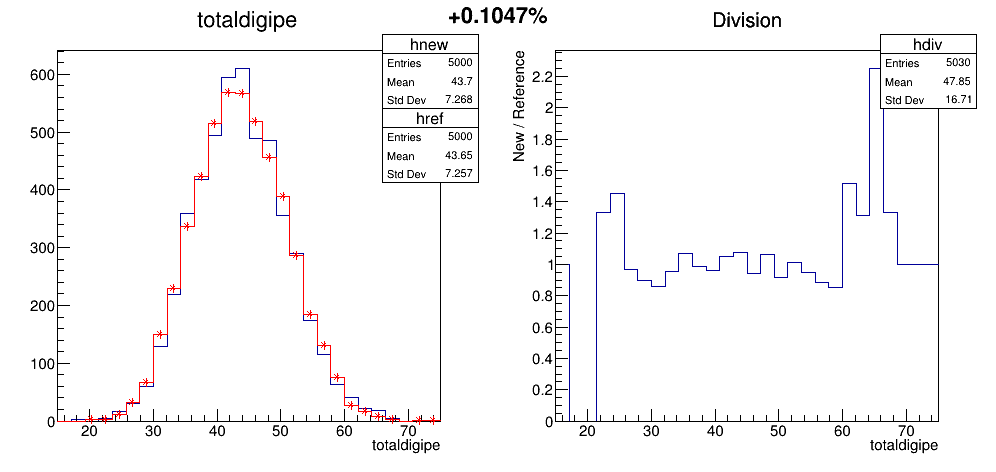 +0.1047%
totaldigipe
hnew
Entries 5000
Mean 43.7
Std Dev 7.268
href
Entries 5000
Mean 43.65
Std Dev 7.257
600
500
400
300
200
100
0
20 30 40 50 60 70
totaldigipe
Division
hdiv
Entries 5030
Mean 47.85
Std Dev 16.71
New / Reference
2.2
2
1.8
1.6
1.4
1.2
1
0.8
0.6
0.4
0.2
0
20 30 40 50 60 70
totaldigipe